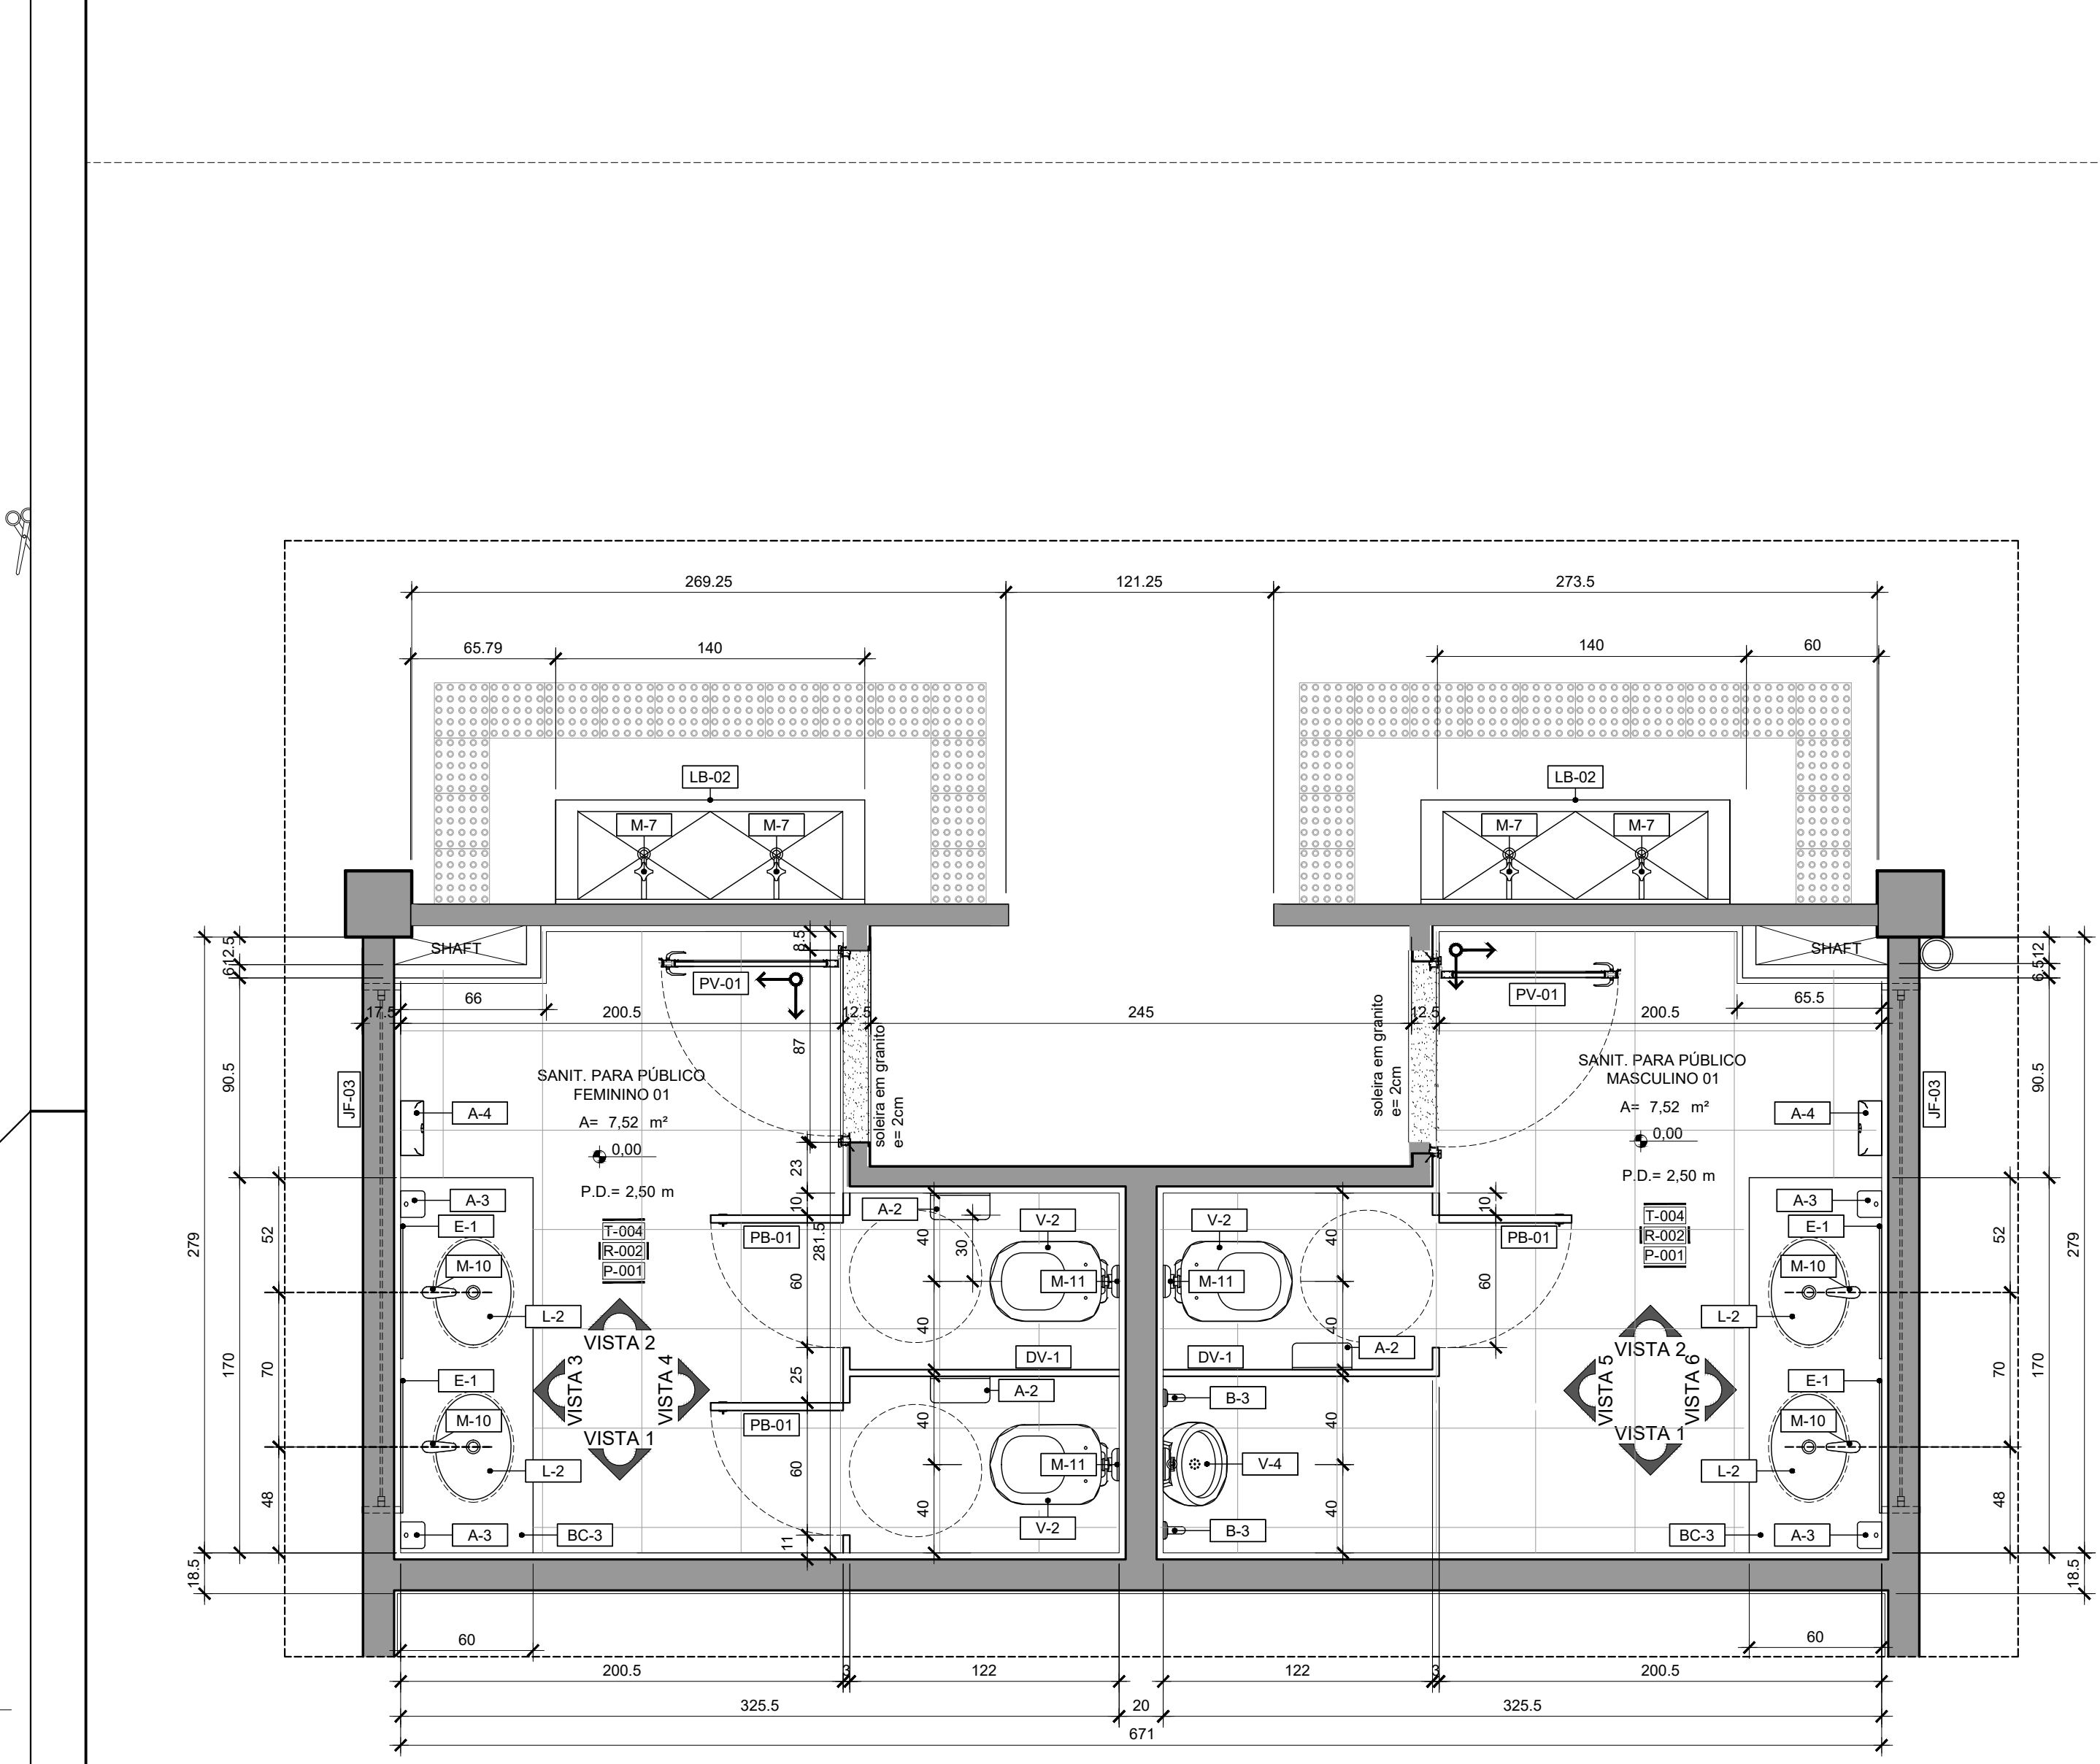 269.25
121.25
273.5
65.79
140
140
60
LB-02
LB-02
M-7
M-7
M-7
M-7
SHAFT
SHAFT
12.5
6
8.5
12
6.5
PV-01
PV-01
66
65.5
17.5
200.5
12.5
245
12.5
200.5
87
90.5
90.5
soleira em granito
e= 2cm
soleira em granito
e= 2cm
SANIT. PARA PÚBLICO
FEMININO 01
A= 7,52 m²
0,00
P.D.= 2,50 m
SANIT. PARA PÚBLICO
MASCULINO 01
A= 7,52 m²
0,00
P.D.= 2,50 m
JF-03
JF-03
A-4
A-4
23
10
10
A-3
A-2
V-2
V-2
A-3
E-1
T-004
R-002
P-001
PB-01
281.5
40
30
40
PB-01
T-004
R-002
P-001
E-1
279
52
52
279
M-10
60
M-11
M-11
60
M-10
L-2
L-2
VISTA 2
VISTA 3
VISTA 4
VISTA 1
40
40
DV-1
DV-1
A-2
VISTA 2
VISTA 5
VISTA 6
VISTA 1
170
70
70
170
E-1
25
A-2
B-3
E-1
M-10
PB-01
40
40
M-10
L-2
60
M-11
V-4
L-2
48
40
40
48
V-2
A-3
BC-3
11
B-3
BC-3
A-3
18.5
18.5
60
60
200.5
3
122
122
3
200.5
325.5
20
325.5
671